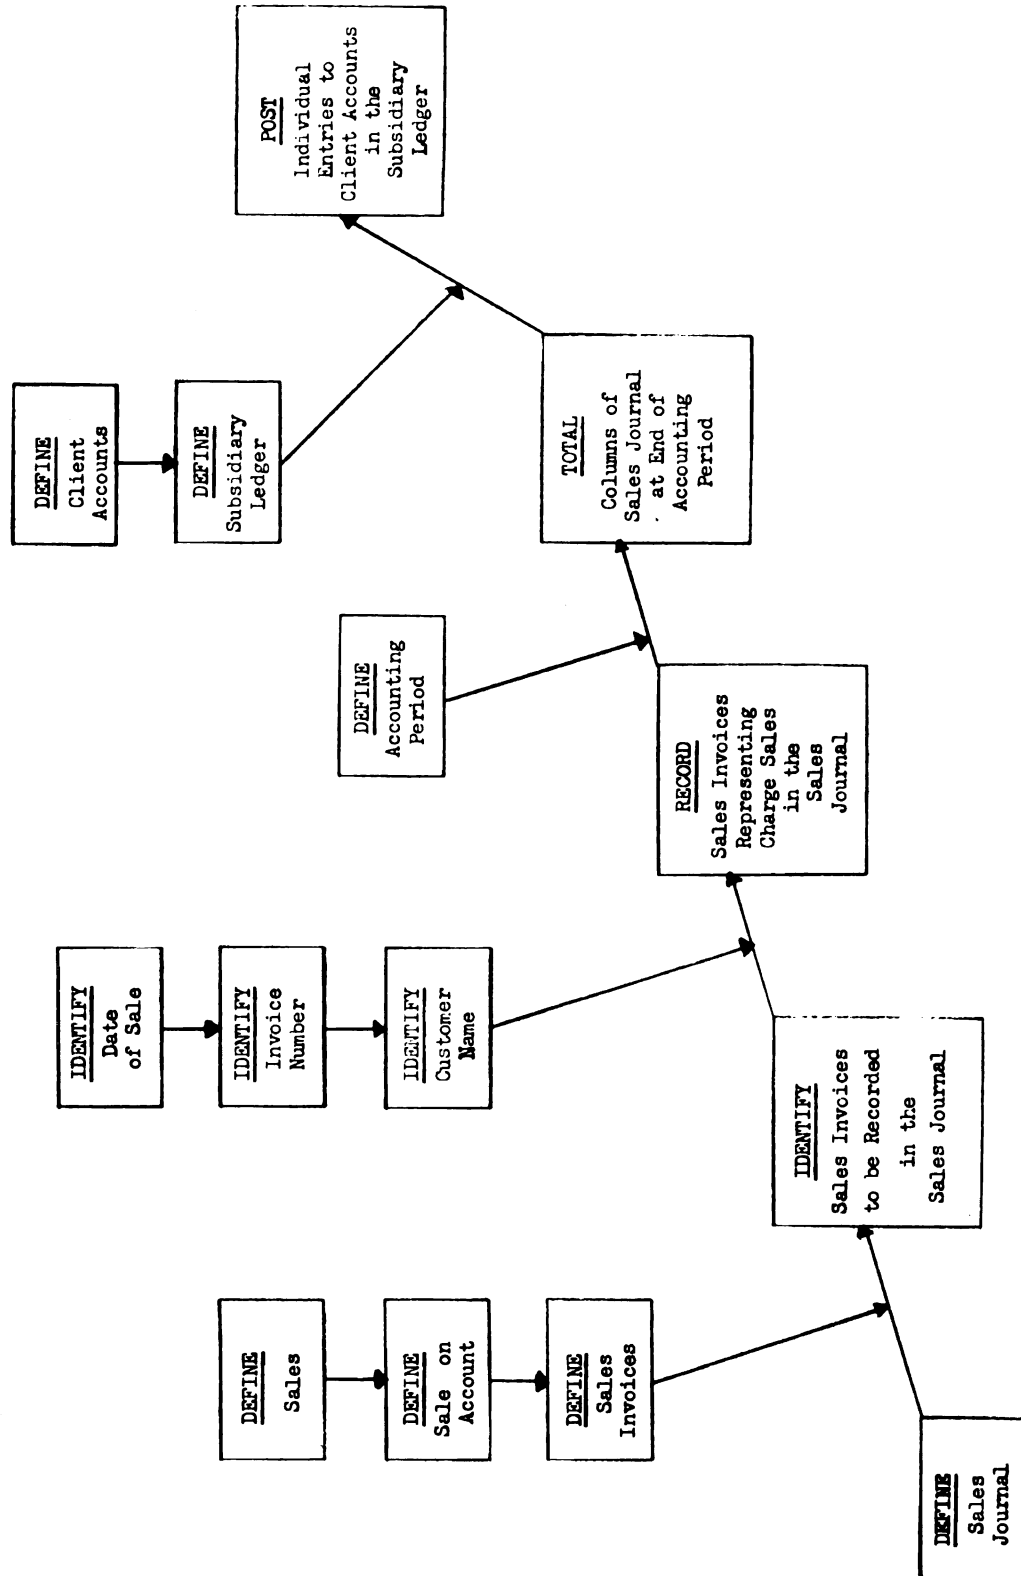 DEFINE
Sales
Journal
DEFINE
Sales
DEFINE
Sale on
Account
DEFINE
Sales
Invoices
IDENTIFY
Sales Invoices
to be Recorded
in the
Sales Journal
IDENTIFY
Date
of Sale
IDENTIFY
Invoice
Number
IDENTIFY
Customer
Name
RECORD
Sales Invoices
Representing
Charge Sales
in the
Sales
Journal
DEFINE
Accounting
Period
TOTAL
Columns of
Sales Journal
at End of
Accounting
Period
DEFINE
Client
Accounts
DEFINE
Subsidiary
Ledger
POST
Individual
Entries to
Client Accounts
in the
Subsidiary
Ledger